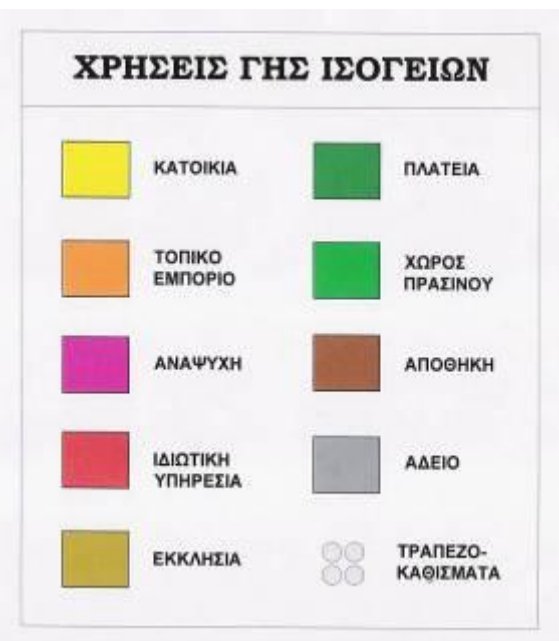 ΧΡΗΣΕΙΣ ΓΗΣ ΙΣΟΓΕΙΩΝ
ΚΑΤΟΙΚΙΑ
ΤΟΠΙΚΟ
ΕΜΠΟΡΙΟ
ΑΝΑΨΥΧΗ
ΙΔΙΩΤΙΚΗ
ΥΠΗΡΕΣΙΑ
ΕΚΚΛΗΣΙΑ
ΠΛΑΤΕΙΑ
ΧΩΡΟΣ
ΠΡΑΣΙΝΟΥ
ΑΠΟΘΗΚΗ
ΑΔΕΙΟ
ΤΡΑΠΕΖΟ-
ΚΑΘΙΣΜΑΤΑ